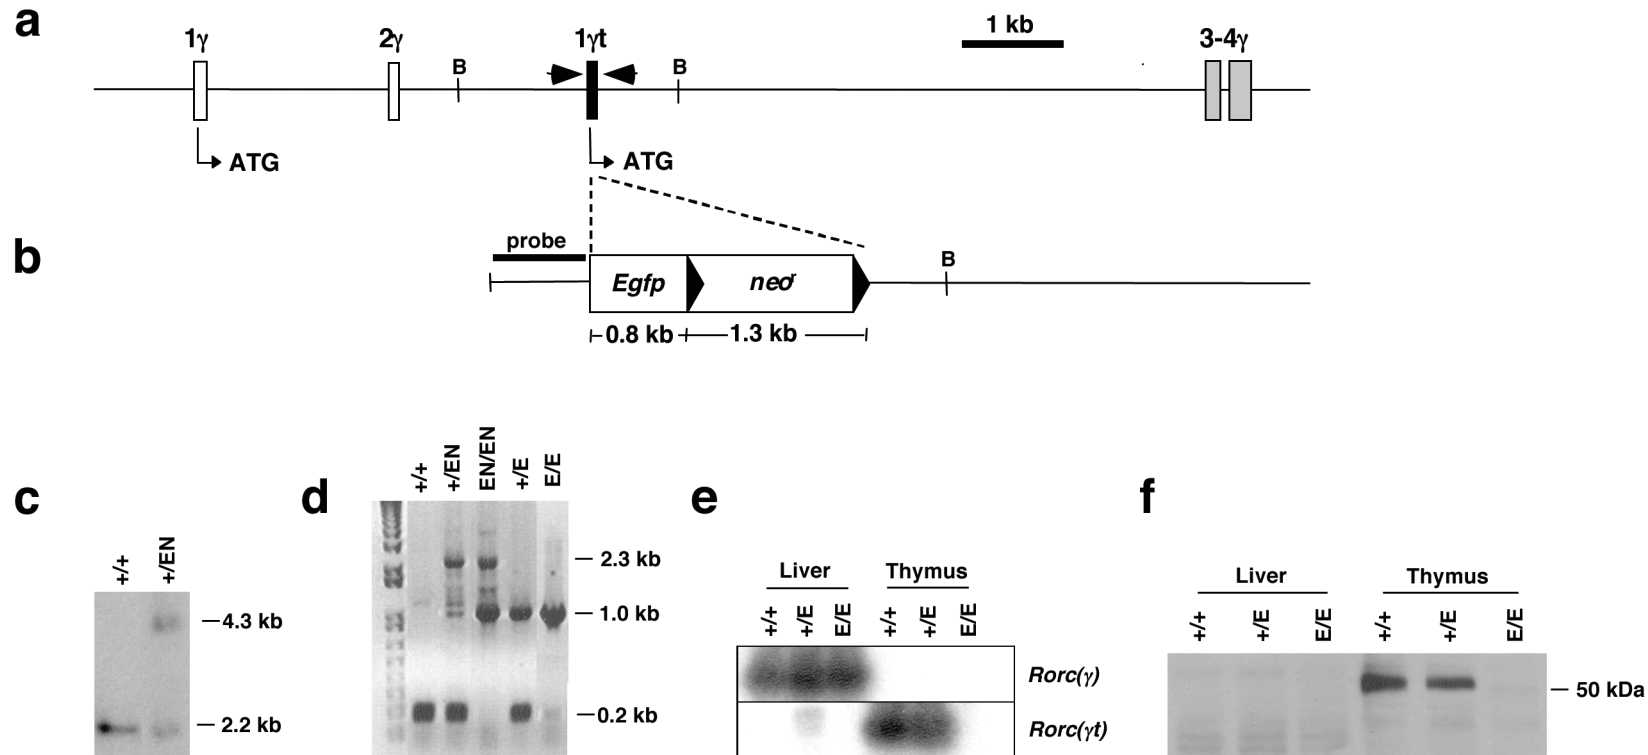 a
1 kb
1γ 2γ 1γt 3-4γ
B B
ATG ATG
b
probe
B
Egfp neoʳ
0.8 kb 1.3 kb
c
+/+ +/EN
4.3 kb
2.2 kb
d
+/+ +/EN EN/EN +/E E/E
2.3 kb
1.0 kb
0.2 kb
e
Liver Thymus
+/+ +/E E/E +/+ +/E E/E
Rorc(γ)
Rorc(γt)
f
Liver Thymus
+/+ +/E E/E +/+ +/E E/E
50 kDa